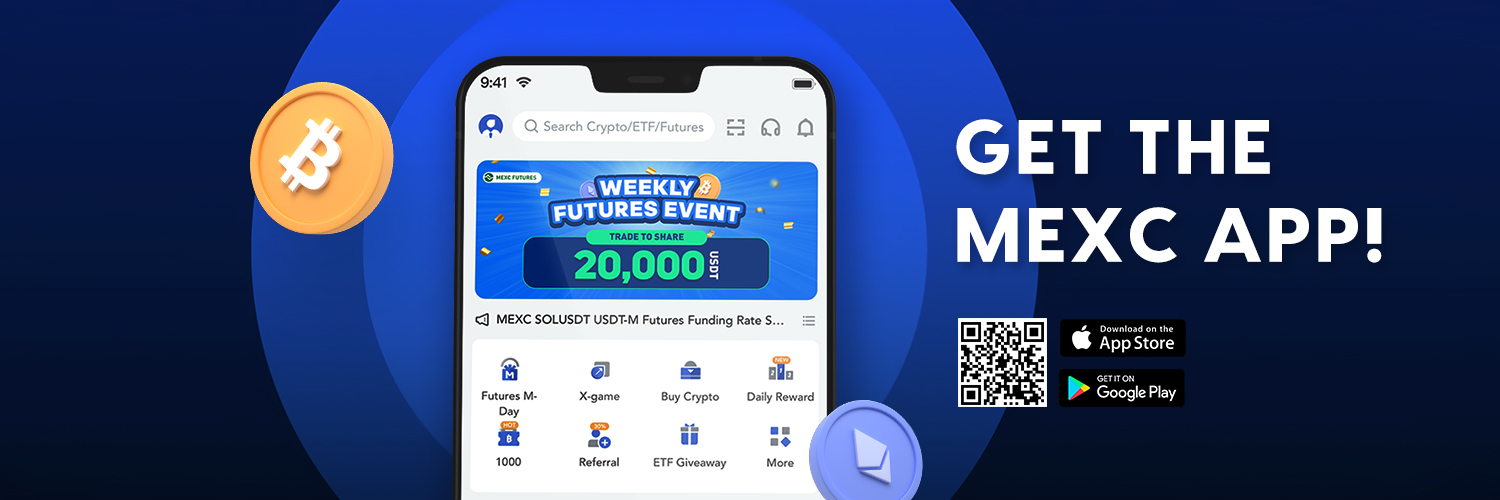 9:41
Search Crypto/ETF/Futures
MEXC FUTURES
WEEKLY
FUTURES EVENT
TRADE TO SHARE
20,000 USDT
MEXC SOLUSDT USDT-M Futures Funding Rate S...
Futures M-
Day
X-game
Buy Crypto
NEW
Daily Reward
HOT
1000
30%
Referral
ETF Giveaway
More
GET THE
MEXC APP!
Download on the
App Store
GET IT ON
Google Play